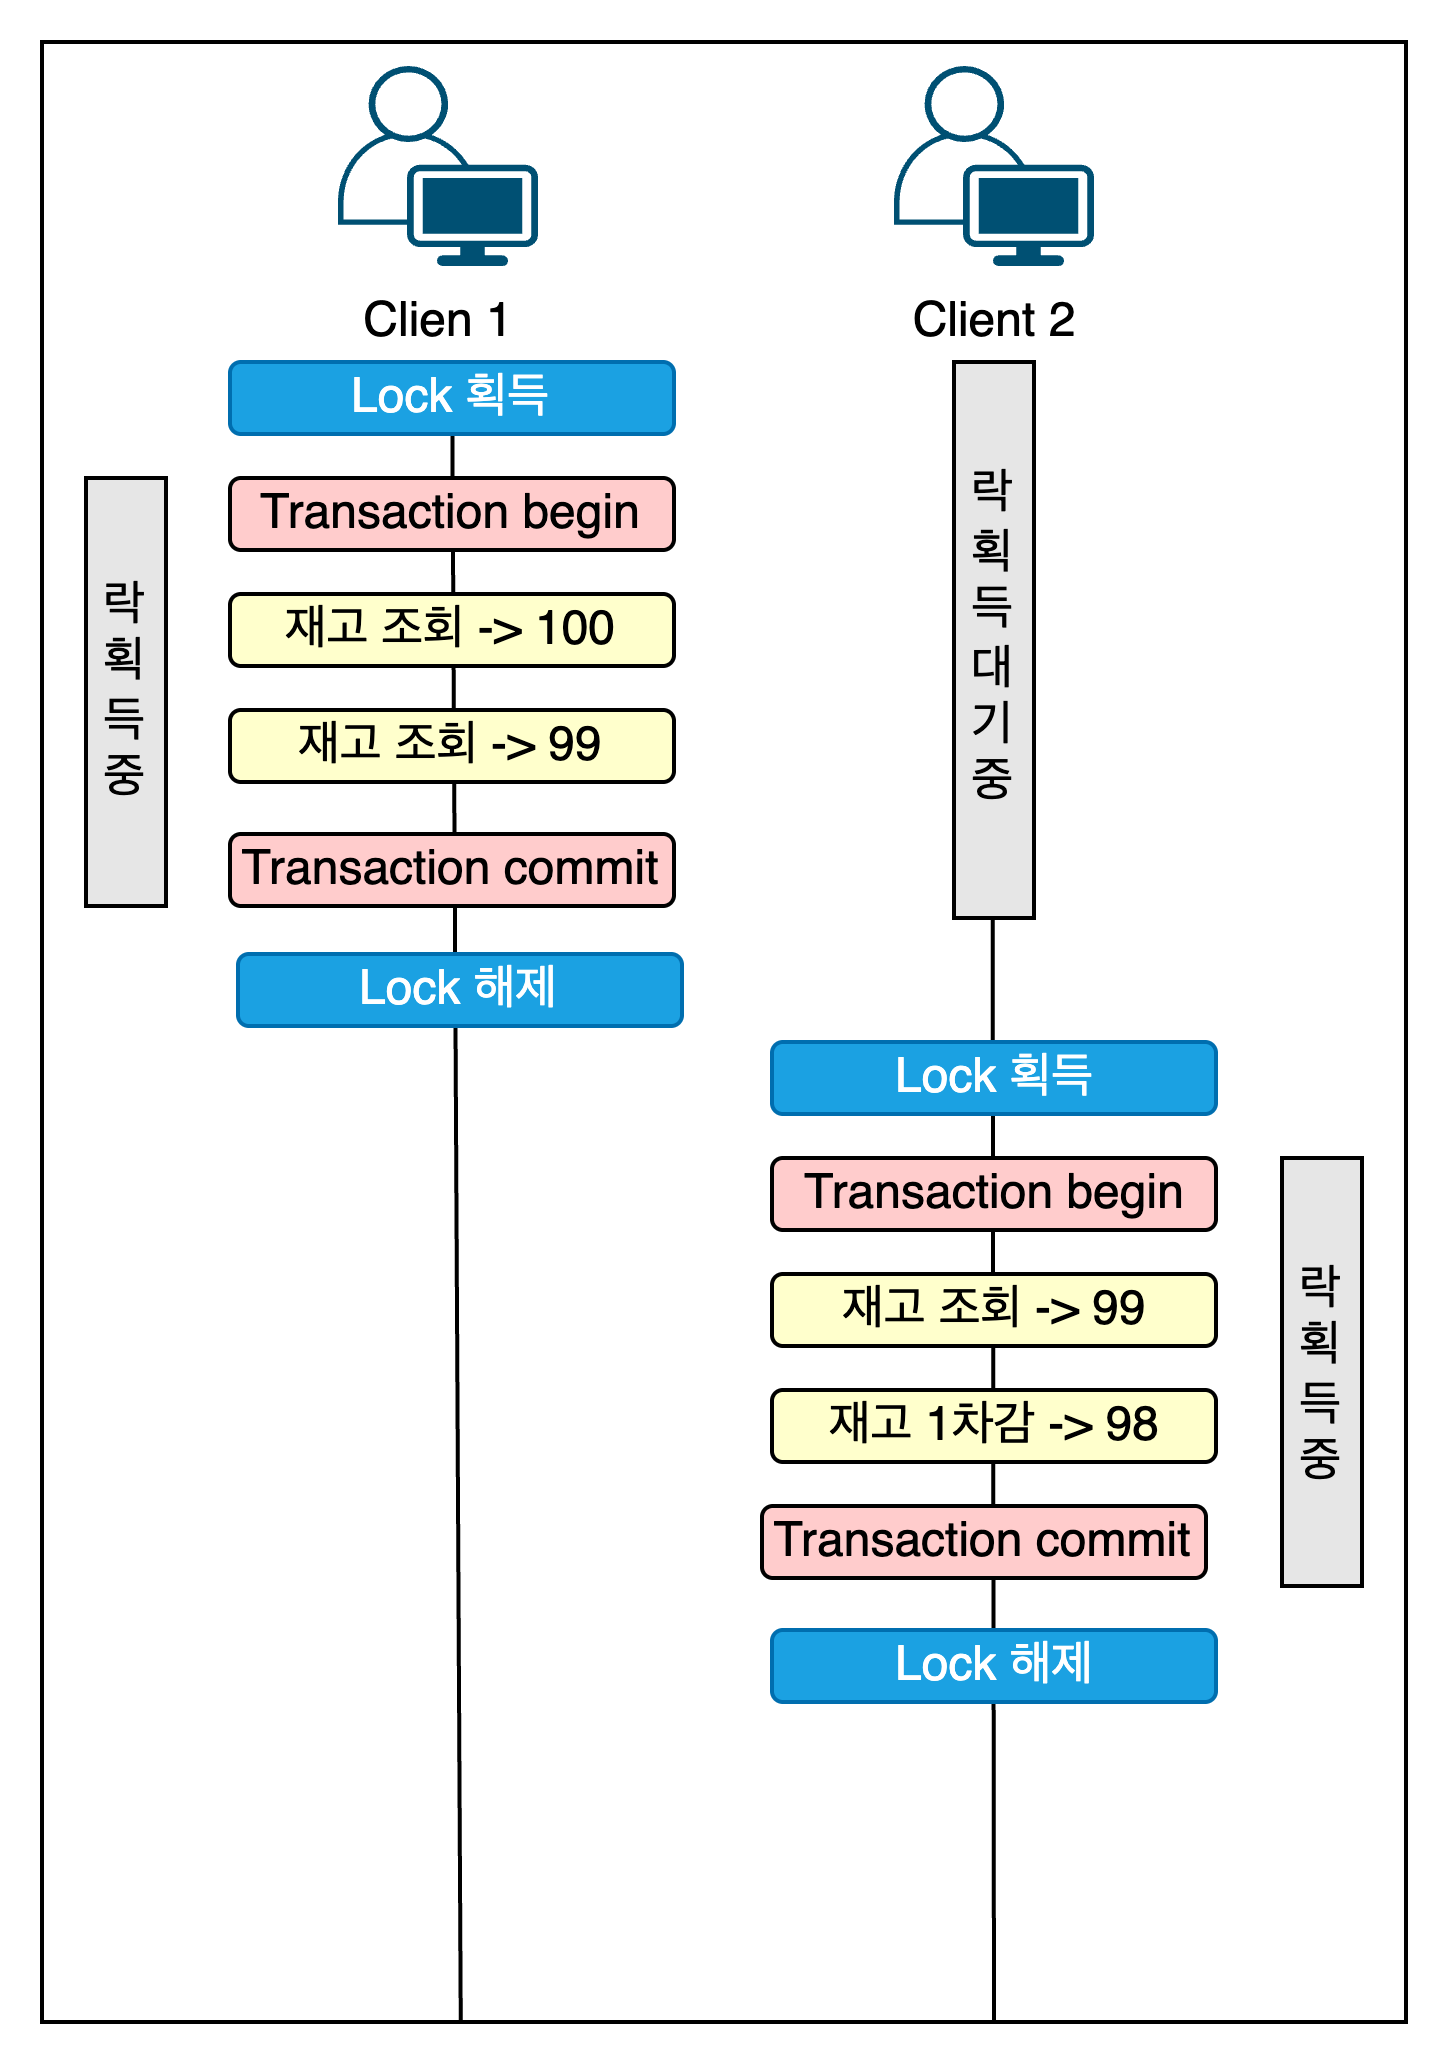 Clien 1
Client 2
Lock 획득
Transaction begin
재고 조회 -> 100
재고 조회 -> 99
Transaction commit
Lock 해제
락
획
득
중
락
획
득
대
기
중
Lock 획득
Transaction begin
재고 조회 -> 99
재고 1차감 -> 98
Transaction commit
Lock 해제
락
획
득
중